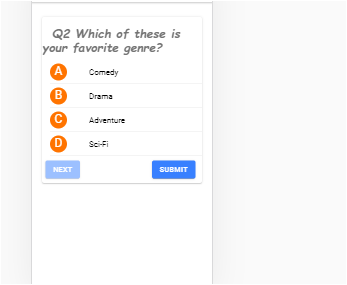 Q2 Which of these is
your favorite genre?
A Comedy
B Drama
C Adventure
D Sci-Fi
NEXT SUBMIT